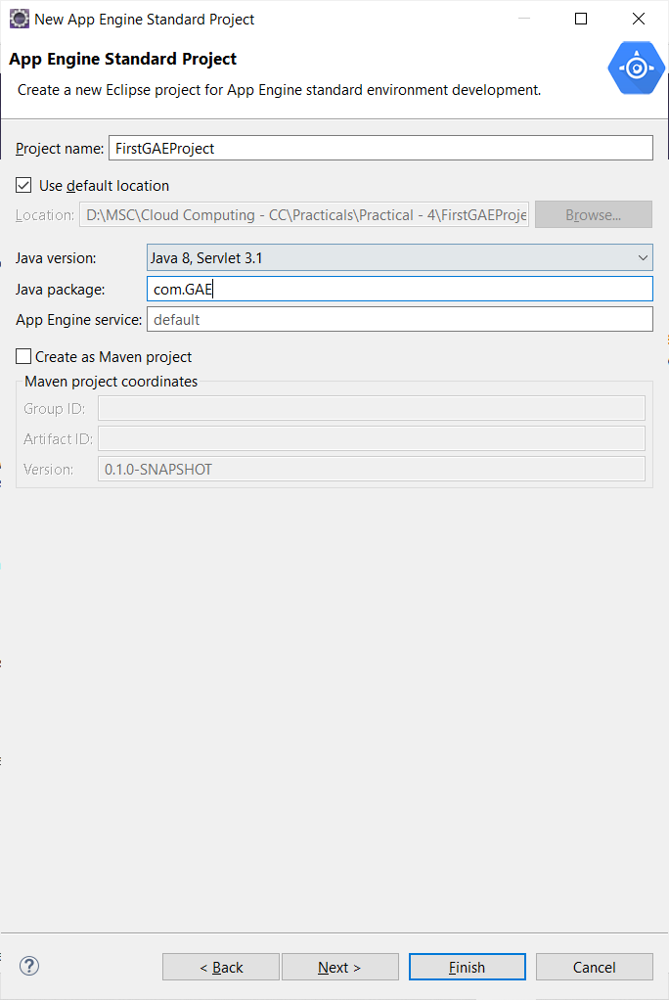 New App Engine Standard Project
App Engine Standard Project
Create a new Eclipse project for App Engine standard environment development.
Project name: FirstGAEProject
Use default location
Location: D:\MSC\Cloud Computing - CC\Practicals\Practical - 4\FirstGAEProje Browse...
Java version: Java 8, Servlet 3.1
Java package: com.GAE
App Engine service: default
Create as Maven project
Maven project coordinates
Group ID:
Artifact ID:
Version: 0.1.0-SNAPSHOT
? < Back Next > Finish Cancel